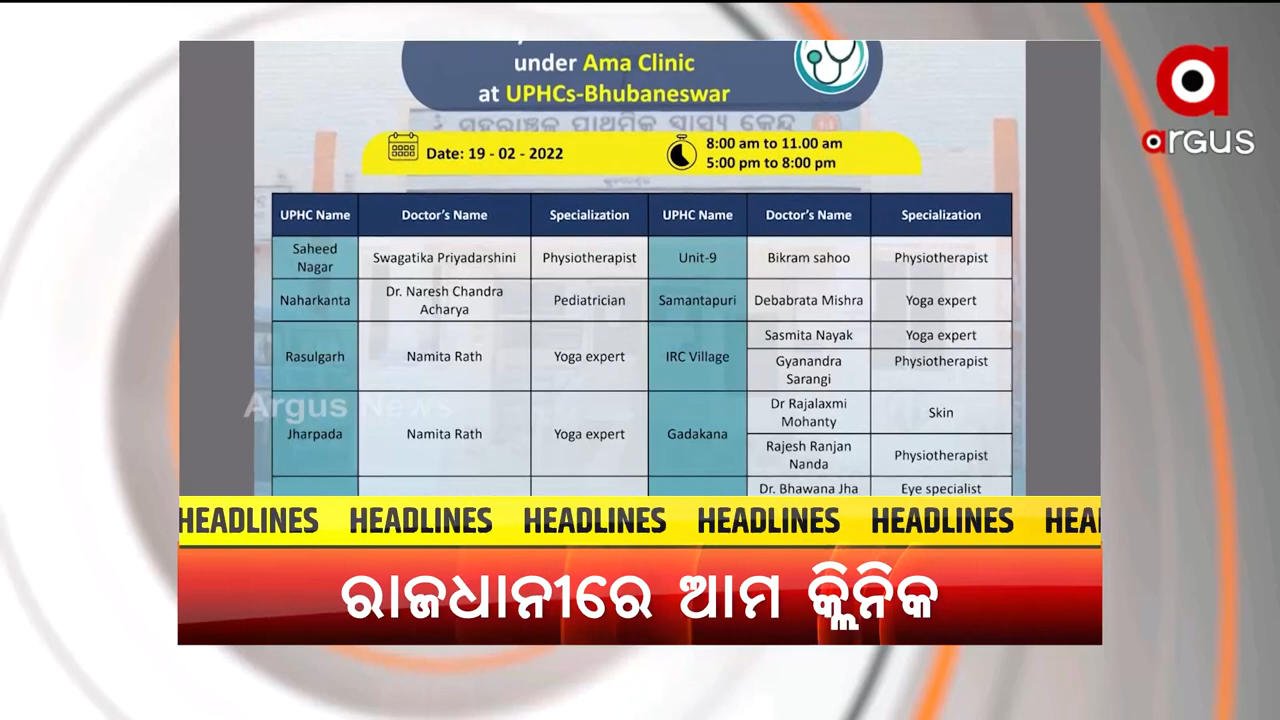 under Ama Clinic
at UPHCs-Bhubaneswar
ସହରାଞ୍ଚଳ ପ୍ରାଥମିକ ସ୍ୱାସ୍ଥ୍ୟ କେନ୍ଦ୍ର
Date: 19 - 02 - 2022
8:00 am to 11.00 am
5:00 pm to 8:00 pm
argus
UPHC Name Doctor's Name Specialization UPHC Name Doctor's Name Specialization
Saheed Nagar Swagatika Priyadarshini Physiotherapist Unit-9 Bikram sahoo Physiotherapist
Naharkanta Dr. Naresh Chandra Acharya Pediatrician Samantapuri Debabrata Mishra Yoga expert
Rasulgarh Namita Rath Yoga expert IRC Village Sasmita Nayak Yoga expert
Gyanandra Sarangi Physiotherapist
Argus News
Jharpada Namita Rath Yoga expert Gadakana Dr Rajalaxmi Mohanty Skin
Rajesh Ranjan Nanda Physiotherapist
Dr. Bhawana Jha Eye specialist
HEADLINES HEADLINES HEADLINES HEADLINES HEADLINES HEA
ରାଜଧାନୀରେ ଆମ କ୍ଲିନିକ